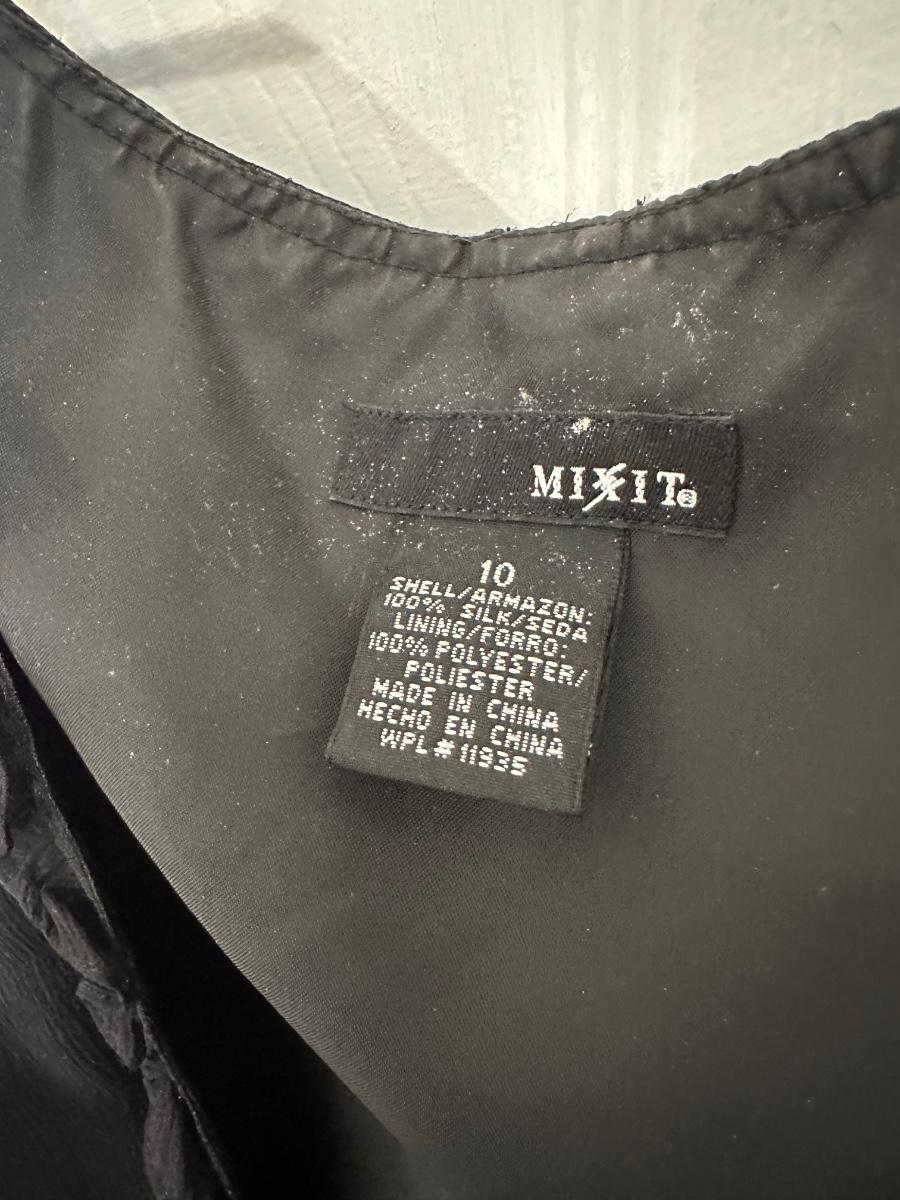 MIXIT®
10
SHELL/ARMAZON:
100% SILK/SEDA
LINING/FORRO:
100% POLYESTER/
POLIESTER
MADE IN CHINA
HECHO EN CHINA
WPL # 11935